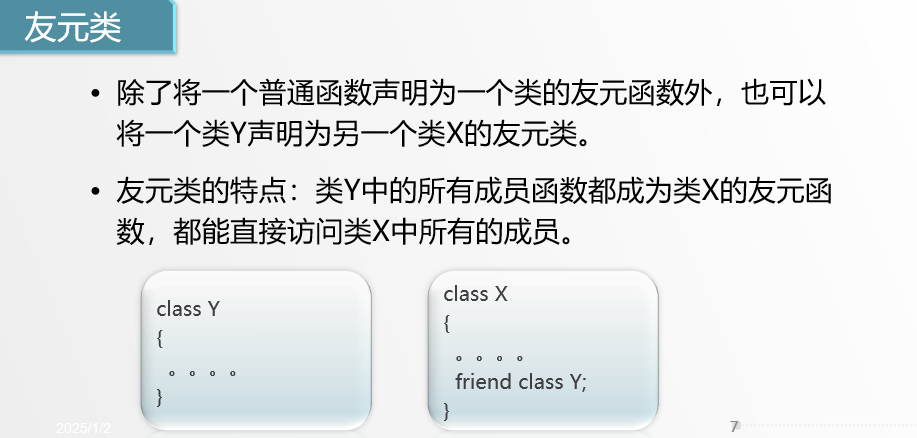 友元类
• 除了将一个普通函数声明为一个类的友元函数外，也可以
将一个类Y声明为另一个类X的友元类。
• 友元类的特点：类Y中的所有成员函数都成为类X的友元函
数，都能直接访问类X中所有的成员。
class Y
{
。。。。
}
class X
{
。。。。
friend class Y;
}
2025/1/2
7